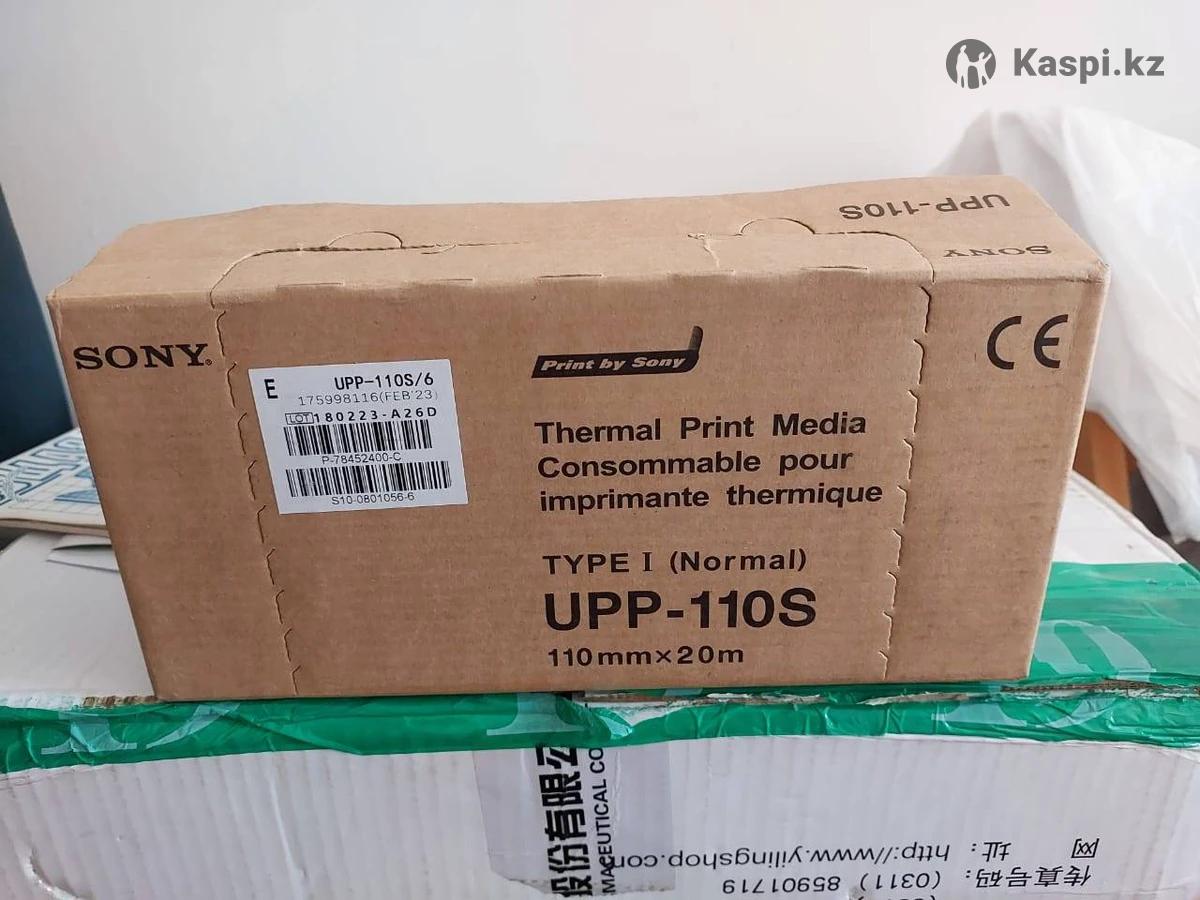 Kaspi.kz
UPP-110S
SONY
SONY®
E
UPP-110S/6
175998116(FEB'23)
LOT 180223-A26D
P-78452400-C
S10-0801056-6
Print by Sony
CE
Thermal Print Media
Consommable pour
imprimante thermique
TYPE I (Normal)
UPP-110S
110mm×20m
股份有限公
MACEUTICAL CO
网 址：http://www.yilingshop.com
传真号码：(0311) 85901719